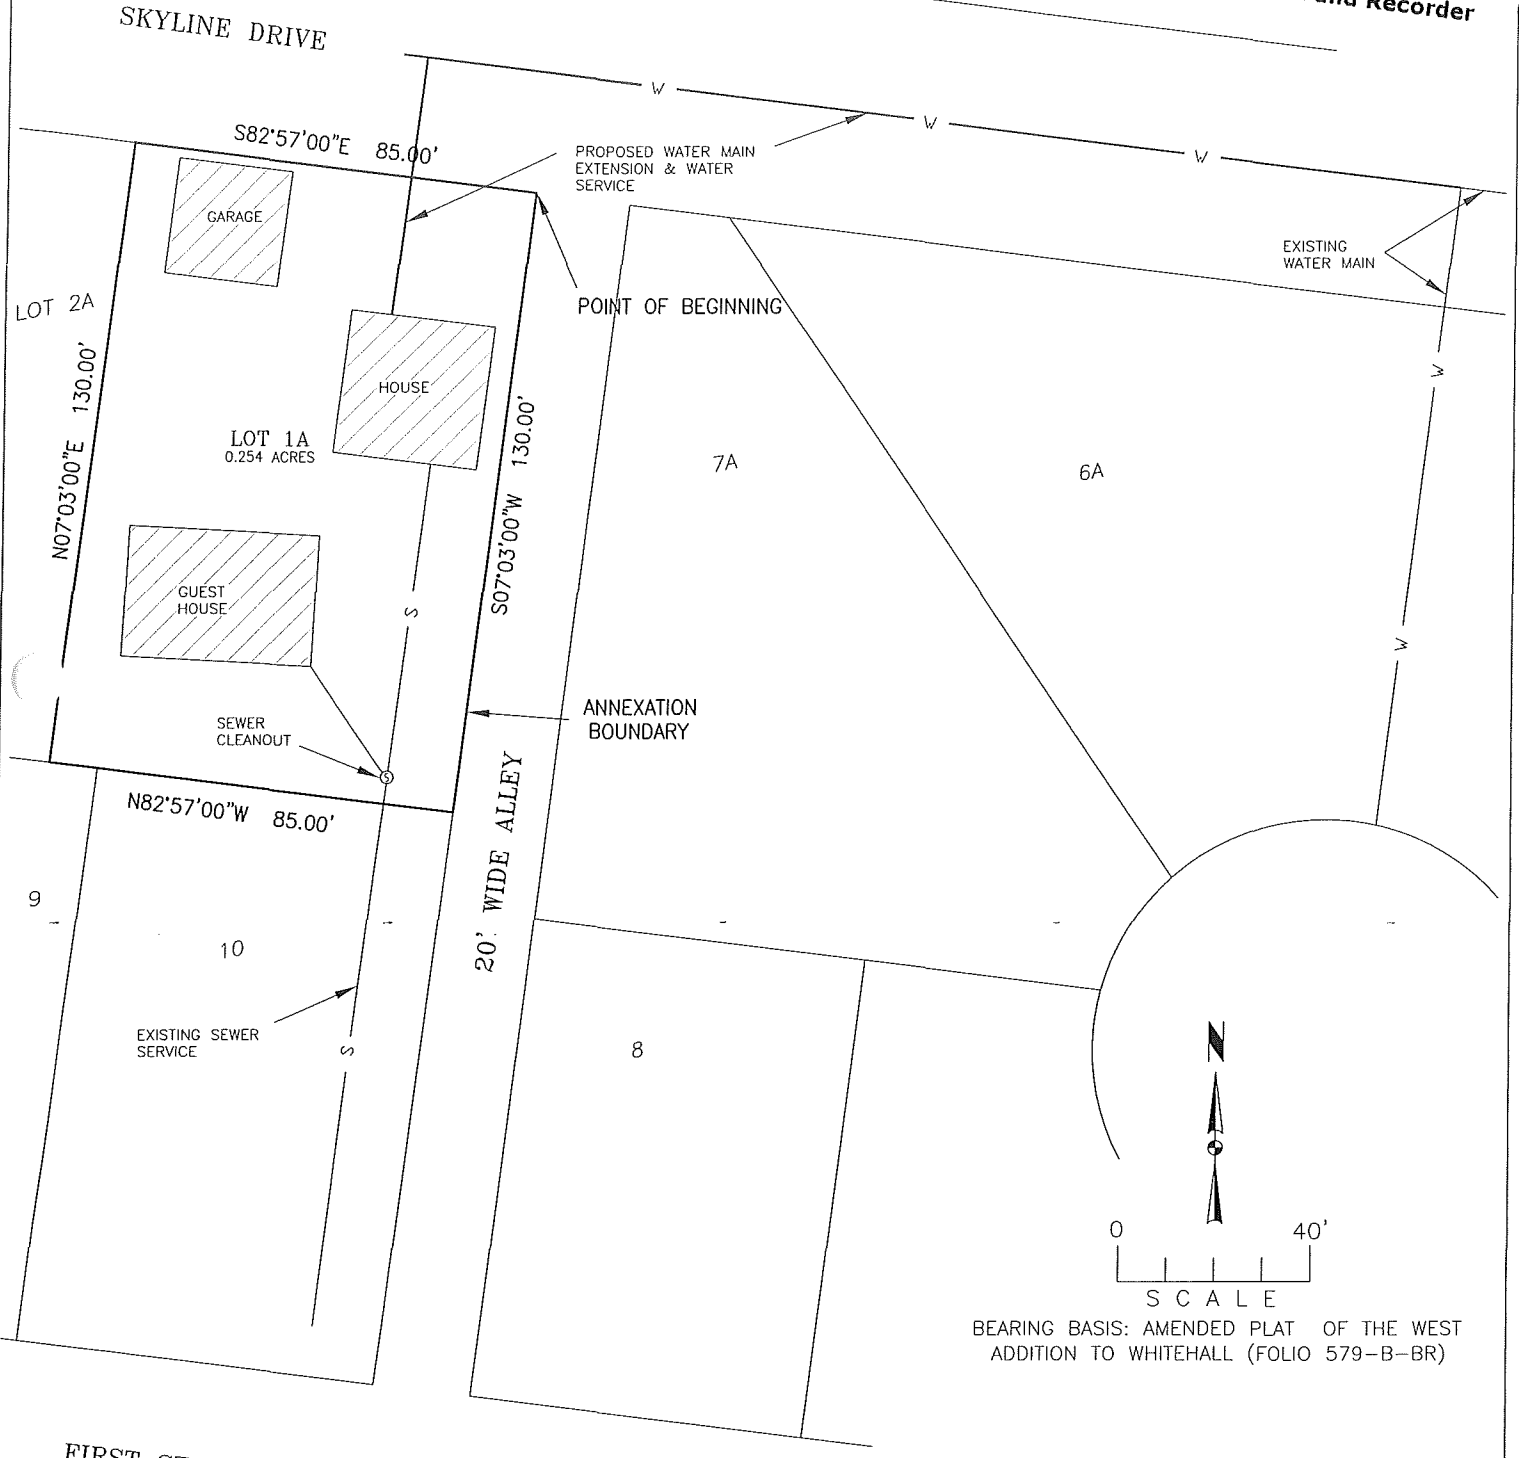 and Recorder
SKYLINE DRIVE
W
W
W
S82°57'00"E 85.00'
PROPOSED WATER MAIN
EXTENSION & WATER
SERVICE
GARAGE
EXISTING
WATER MAIN
LOT 2A
POINT OF BEGINNING
HOUSE
W
N07°03'00"E 130.00'
S07°03'00"W 130.00'
LOT 1A
0.254 ACRES
7A
6A
GUEST
HOUSE
S
W
ANNEXATION
BOUNDARY
SEWER
CLEANOUT
S
N82°57'00"W 85.00'
20' WIDE ALLEY
9
10
EXISTING SEWER
SERVICE
S
8
N
0 40'
SCALE
BEARING BASIS: AMENDED PLAT OF THE WEST
ADDITION TO WHITEHALL (FOLIO 579-B-BR)
FIRST